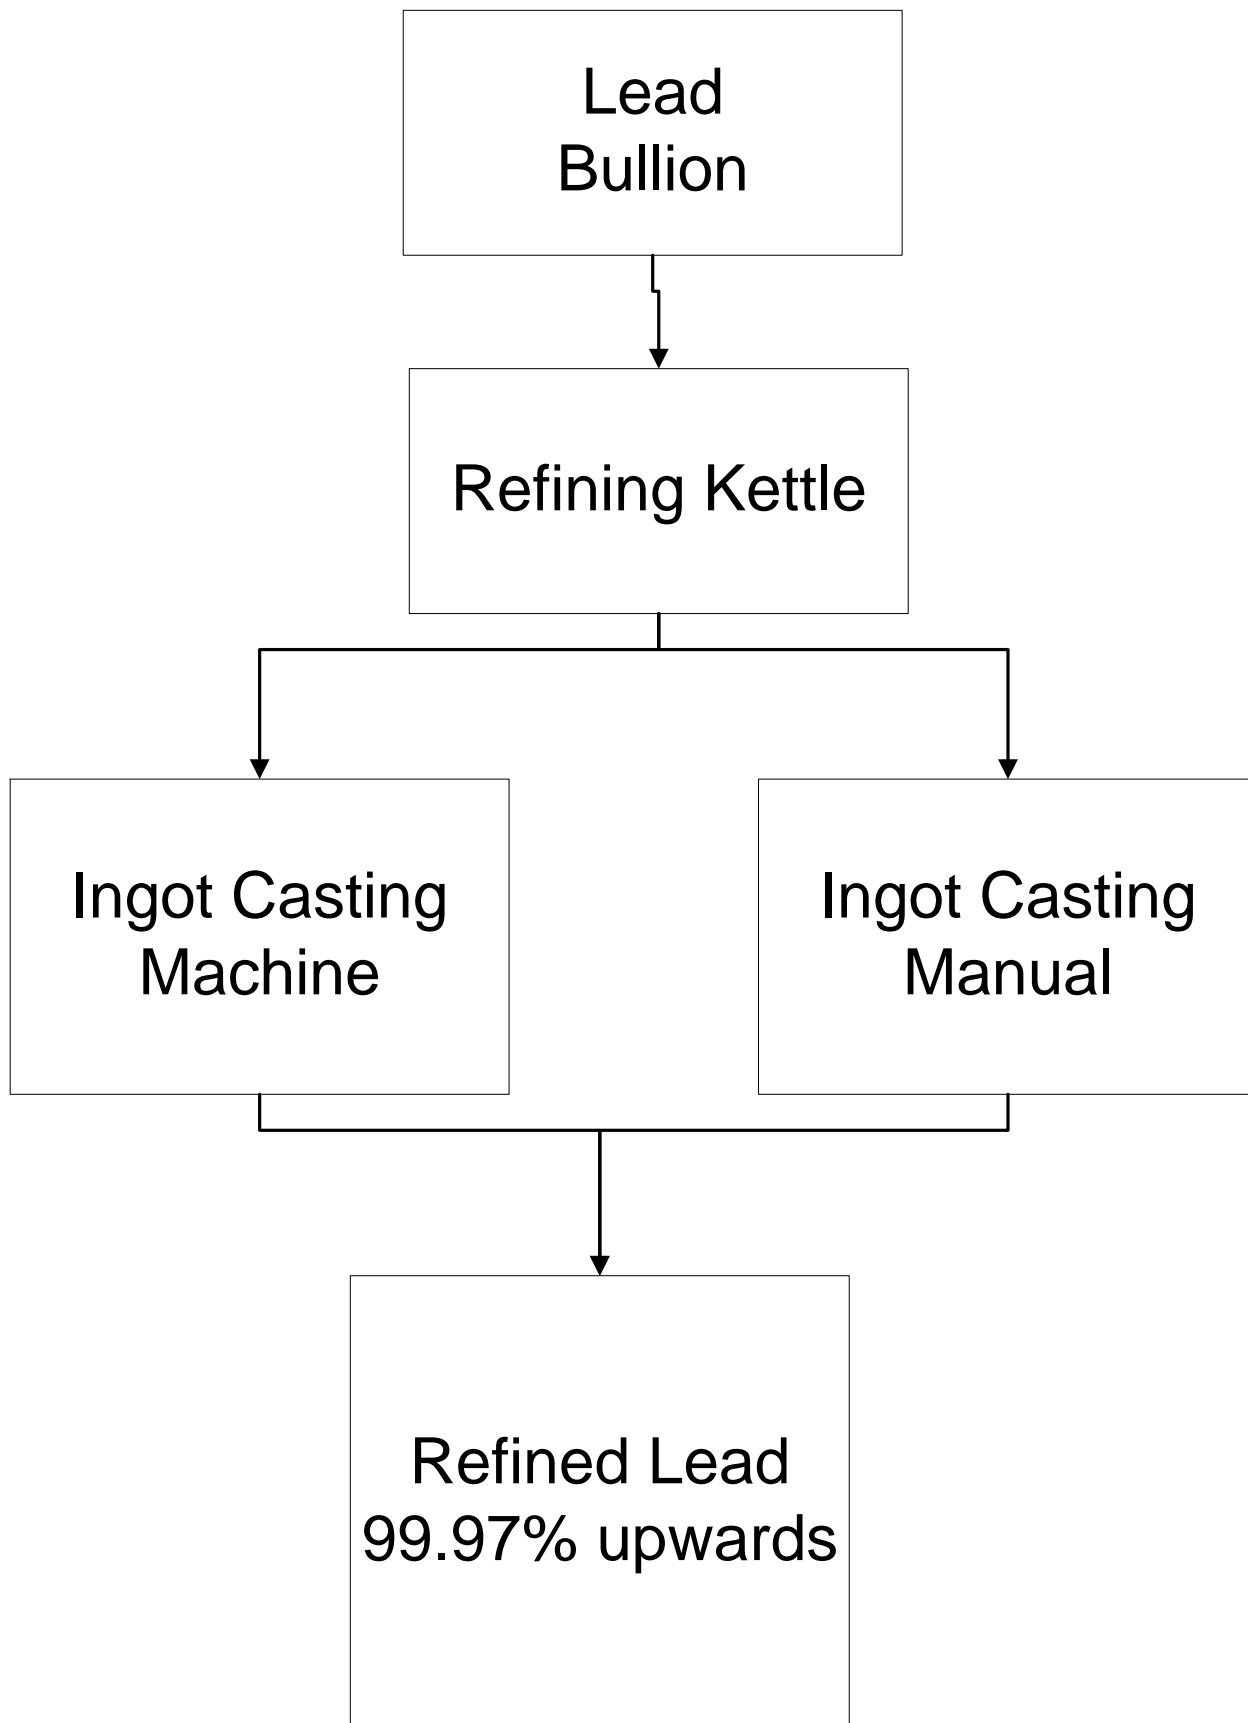 Lead
Bullion
Refining Kettle
Ingot Casting
Machine
Ingot Casting
Manual
Refined Lead
99.97% upwards